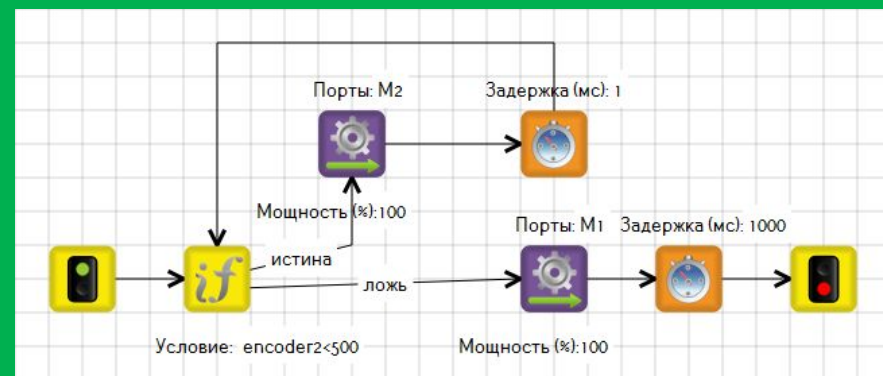 Порты: M2
Задержка (мс): 1
Мощность (%):100
Порты: M1
Задержка (мс): 1000
истина
if
ложь
Условие: encoder2<500
Мощность (%):100